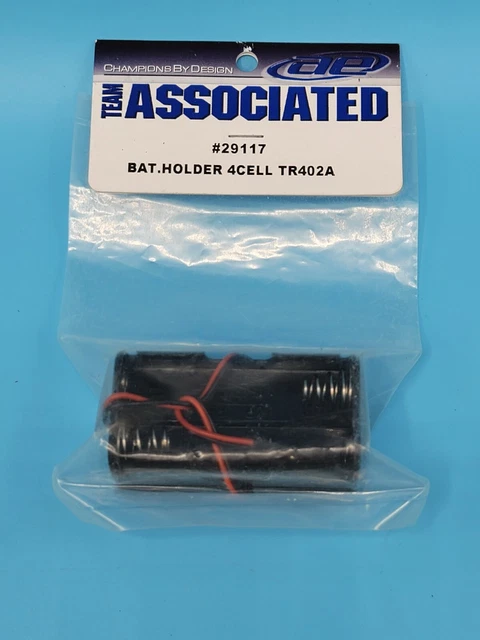 CHAMPIONS BY DESIGN
ae
TEAM ASSOCIATED
#29117
BAT.HOLDER 4CELL TR402A